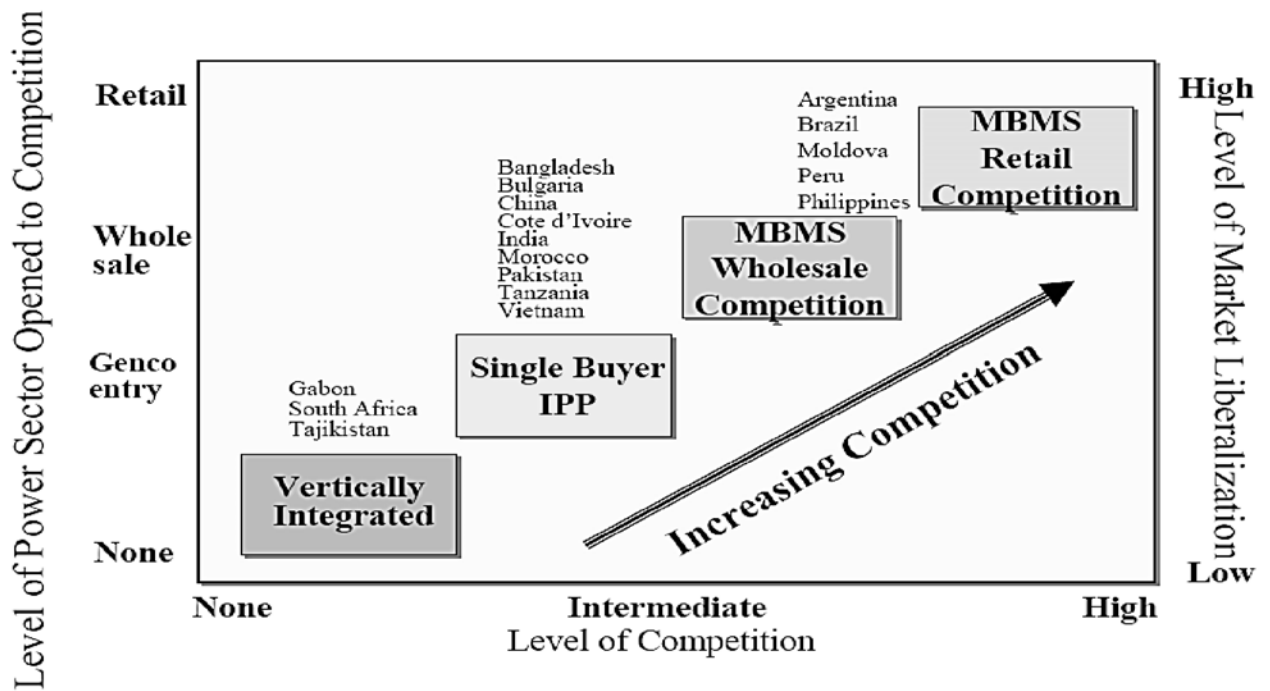 Level of Power Sector Opened to Competition
Retail
Whole
sale
Genco
entry
None
Argentina
Brazil
Moldova
Peru
Philippines
MBMS
Retail
Competition
Bangladesh
Bulgaria
China
Cote d'Ivoire
India
Morocco
Pakistan
Tanzania
Vietnam
MBMS
Wholesale
Competition
Single Buyer
IPP
Gabon
South Africa
Tajikistan
Vertically
Integrated
Increasing Competition
High
Level of Market Liberalization
Low
None
Intermediate
High
Level of Competition